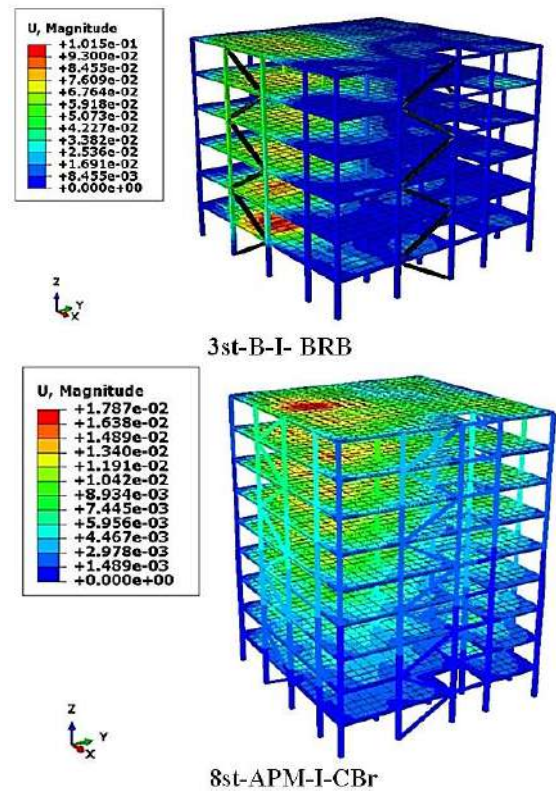 U, Magnitude
+1.015e-01
+9.300e-02
+8.455e-02
+7.609e-02
+6.764e-02
+5.918e-02
+5.073e-02
+4.227e-02
+3.382e-02
+2.536e-02
+1.691e-02
+8.455e-03
+0.000e+00
Z
Y
X
3st-B-I- BRB
U, Magnitude
+1.787e-02
+1.638e-02
+1.489e-02
+1.340e-02
+1.191e-02
+1.042e-02
+8.934e-03
+7.445e-03
+5.956e-03
+4.467e-03
+2.978e-03
+1.489e-03
+0.000e+00
Z
Y
X
8st-APM-I-CBr